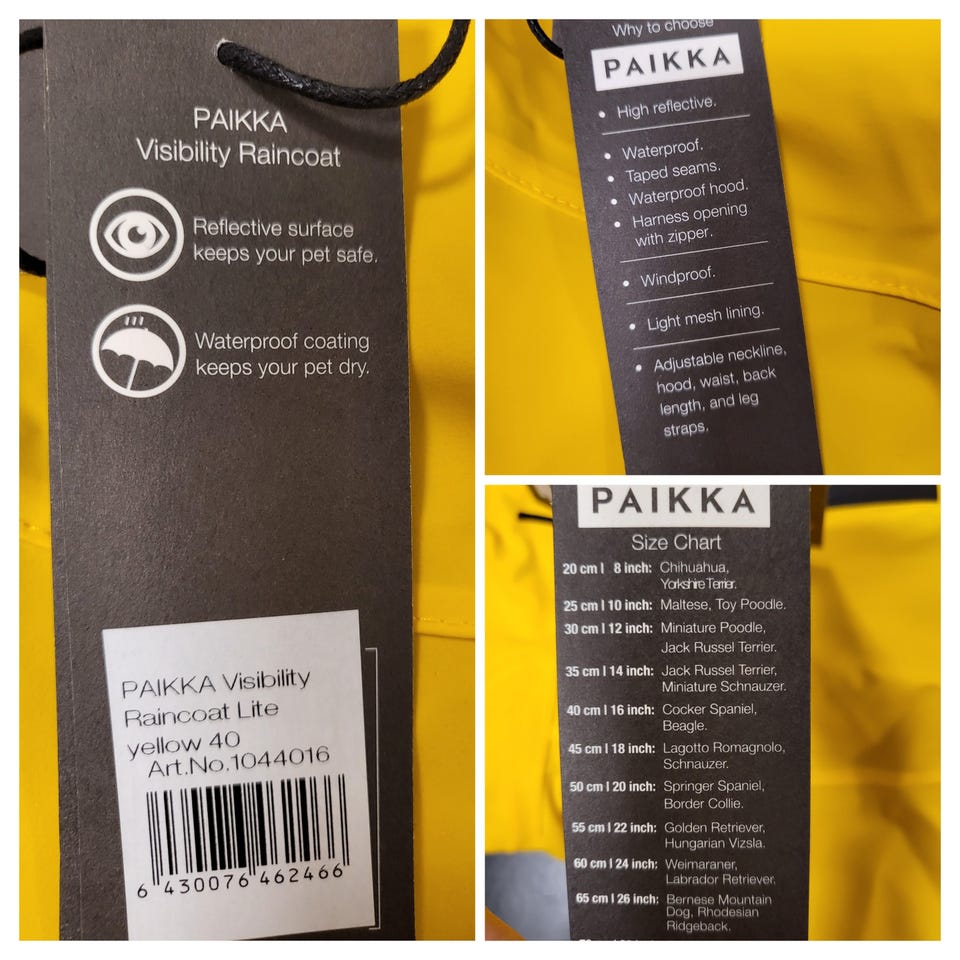 PAIKKA
Visibility Raincoat
Reflective surface
keeps your pet safe.
Waterproof coating
keeps your pet dry.
PAIKKA Visibility
Raincoat Lite
yellow 40
Art.No.1044016
6 430076 462466
Why to choose
PAIKKA
• High reflective.
• Waterproof.
• Taped seams.
• Waterproof hood.
• Harness opening
with zipper.
• Windproof.
• Light mesh lining.
• Adjustable neckline,
hood, waist, back
length, and leg
straps.
PAIKKA
Size Chart
20 cm | 8 inch: Chihuahua,
Yorkshire Terrier.
25 cm | 10 inch: Maltese, Toy Poodle.
30 cm | 12 inch: Miniature Poodle,
Jack Russel Terrier.
35 cm | 14 inch: Jack Russel Terrier,
Miniature Schnauzer.
40 cm | 16 inch: Cocker Spaniel,
Beagle.
45 cm | 18 inch: Lagotto Romagnolo,
Schnauzer.
50 cm | 20 inch: Springer Spaniel,
Border Collie.
55 cm | 22 inch: Golden Retriever,
Hungarian Vizsla.
60 cm | 24 inch: Weimaraner,
Labrador Retriever.
65 cm | 26 inch: Bernese Mountain
Dog, Rhodesian
Ridgeback.